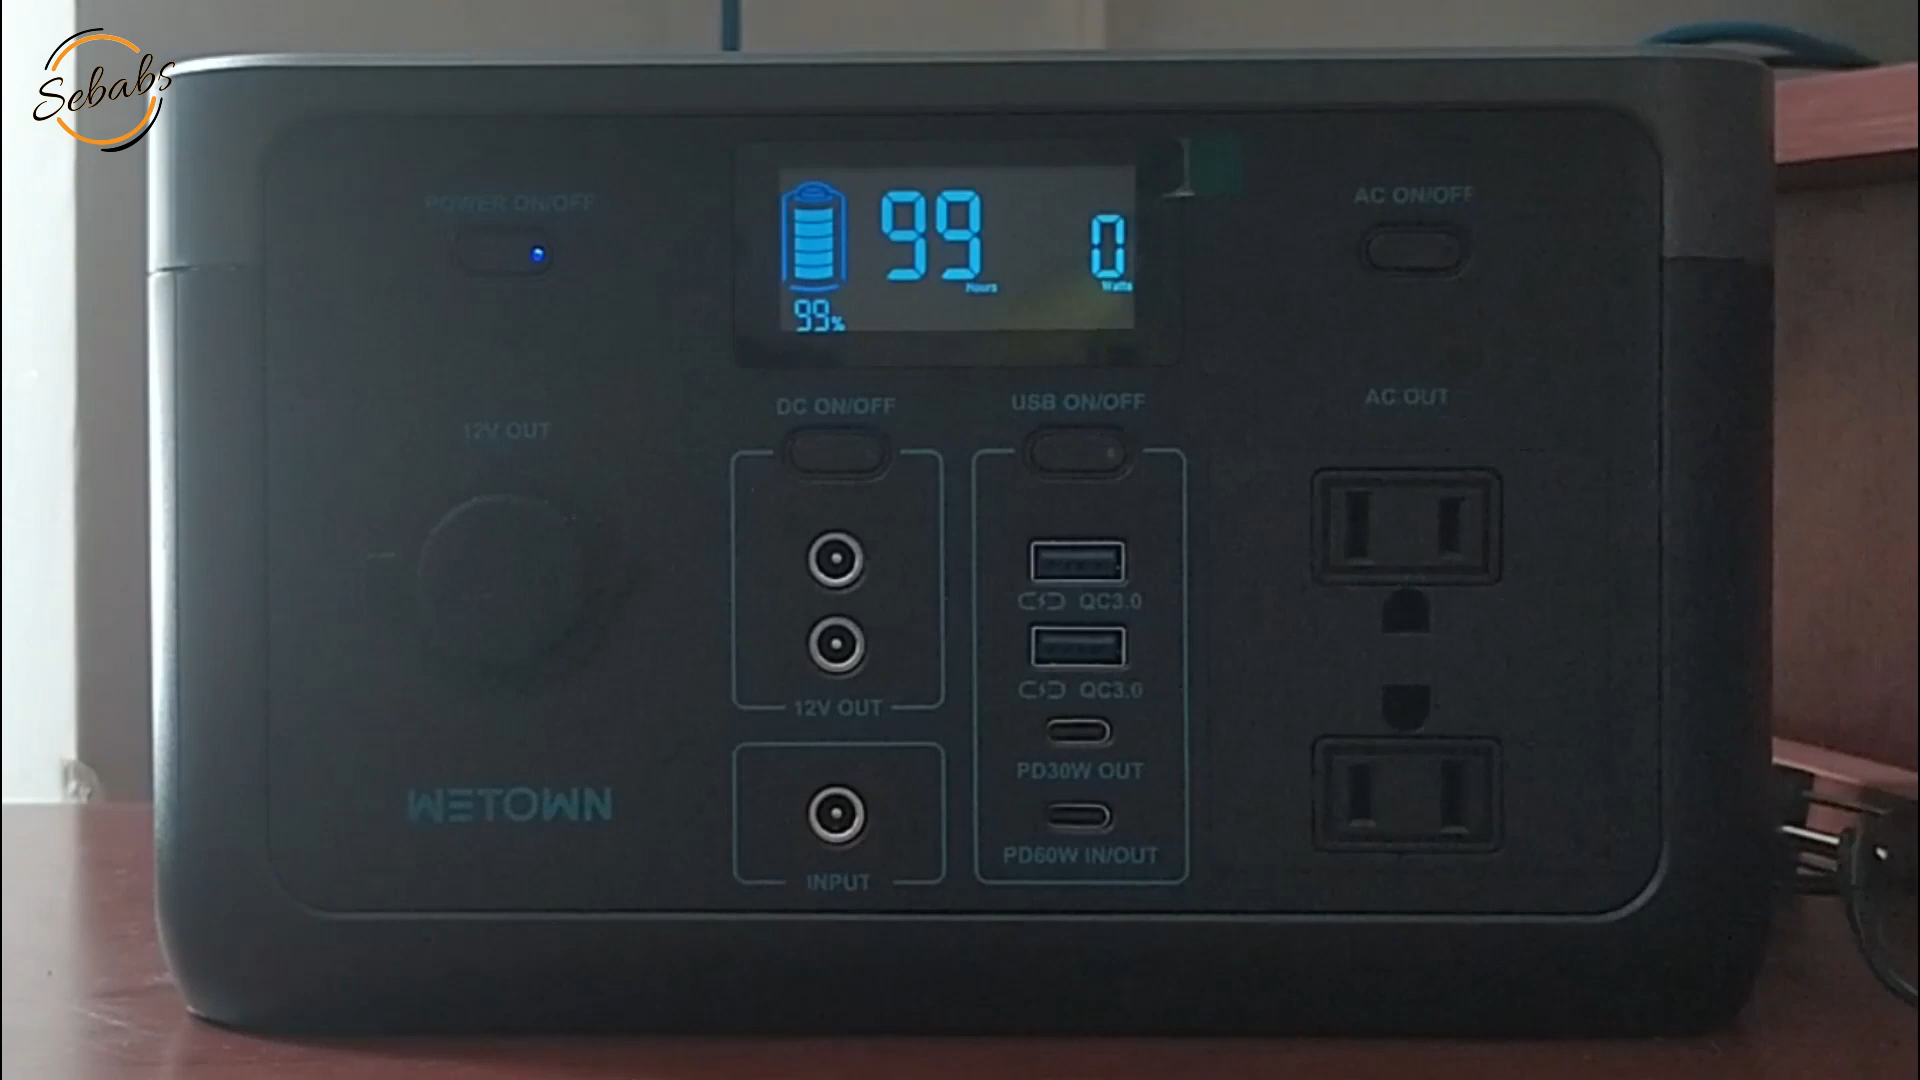 Sebabs
POWER ON/OFF
99 Hours
0 Watts
99%
AC ON/OFF
DC ON/OFF
USB ON/OFF
AC OUT
12V OUT
QC3.0
QC3.0
12V OUT
PD30W OUT
WETOWN
PD60W IN/OUT
INPUT